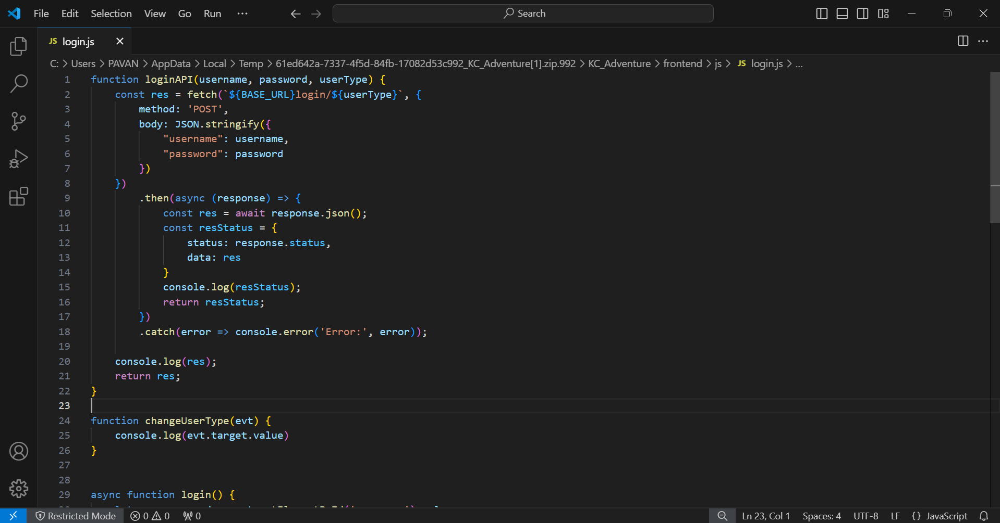 File Edit Selection View Go Run ··· Search
JS login.js
C: > Users > PAVAN > AppData > Local > Temp > 61ed642a-7337-4f5d-84fb-17082d53c992_KC_Adventure[1].zip.992 > KC_Adventure > frontend > js > JS login.js > ...
1 function loginAPI(username, password, userType) {
2 const res = fetch(`${BASE_URL}login/${userType}`, {
3 method: 'POST',
4 body: JSON.stringify({
5 "username": username,
6 "password": password
7 })
8 })
9 .then(async (response) => {
10 const res = await response.json();
11 const resStatus = {
12 status: response.status,
13 data: res
14 }
15 console.log(resStatus);
16 return resStatus;
17 })
18 .catch(error => console.error('Error:', error));
19
20 console.log(res);
21 return res;
22 }
23
24 function changeUserType(evt) {
25 console.log(evt.target.value)
26 }
27
28
29 async function login() {
Restricted Mode 0 0 0 Ln 23, Col 1 Spaces: 4 UTF-8 LF {} JavaScript